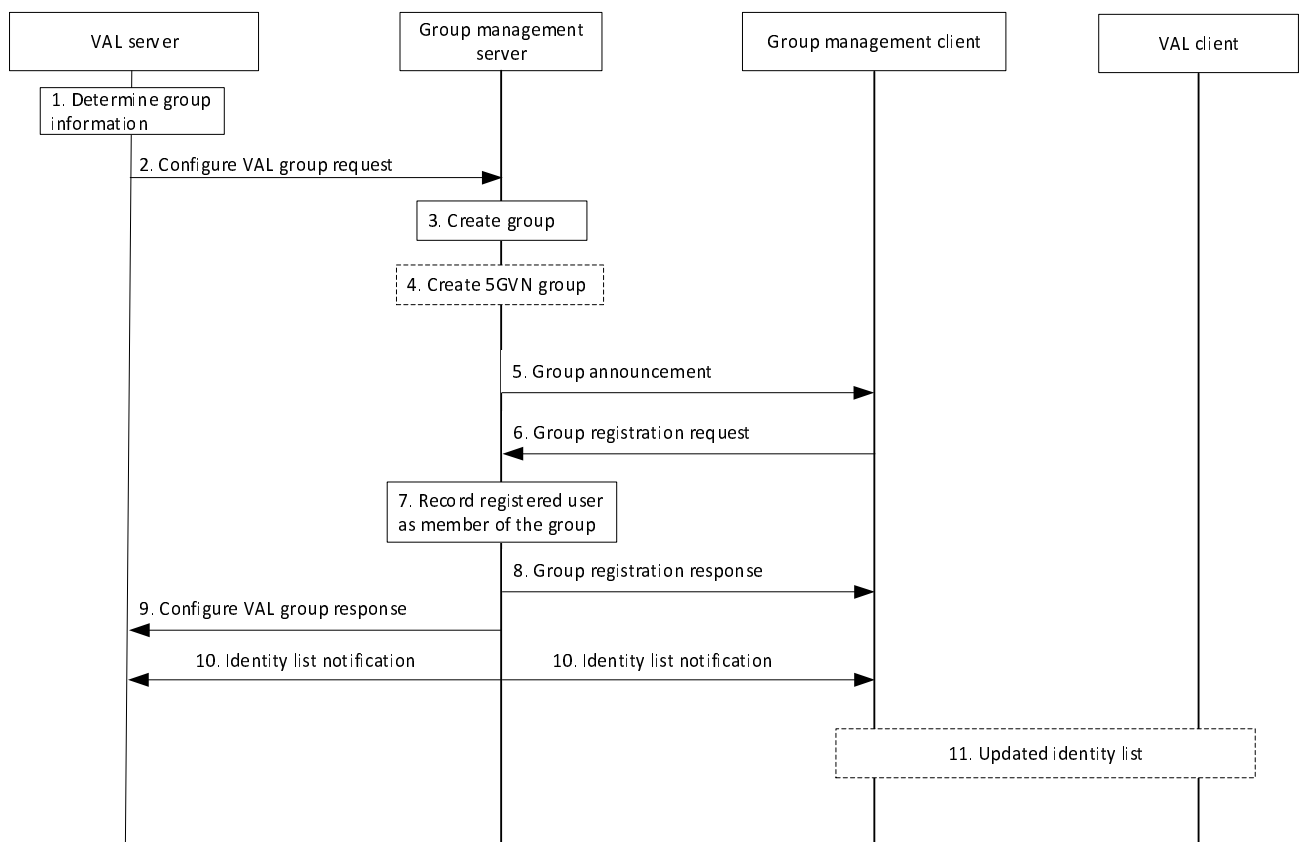 VAL server
Group management
server
Group management client
VAL client
1. Determine group
information
2. Configure VAL group request
3. Create group
4. Create 5GVN group
5. Group announcement
6. Group registration request
7. Record registered user
as member of the group
8. Group registration response
9. Configure VAL group response
10. Identity list notification
10. Identity list notification
11. Updated identity list